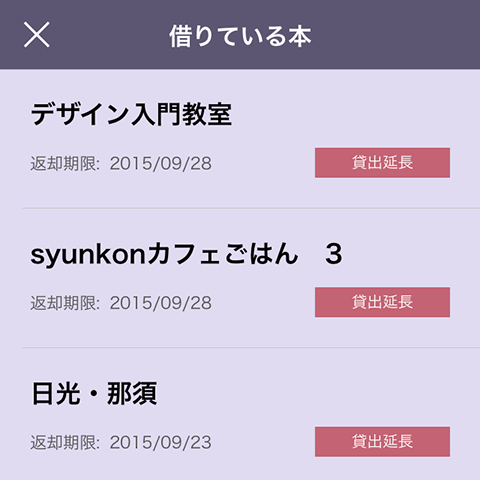 借りている本
デザイン入門教室
返却期限: 2015/09/28
貸出延長
syunkonカフェごはん　3
返却期限: 2015/09/28
貸出延長
日光・那須
返却期限: 2015/09/23
貸出延長